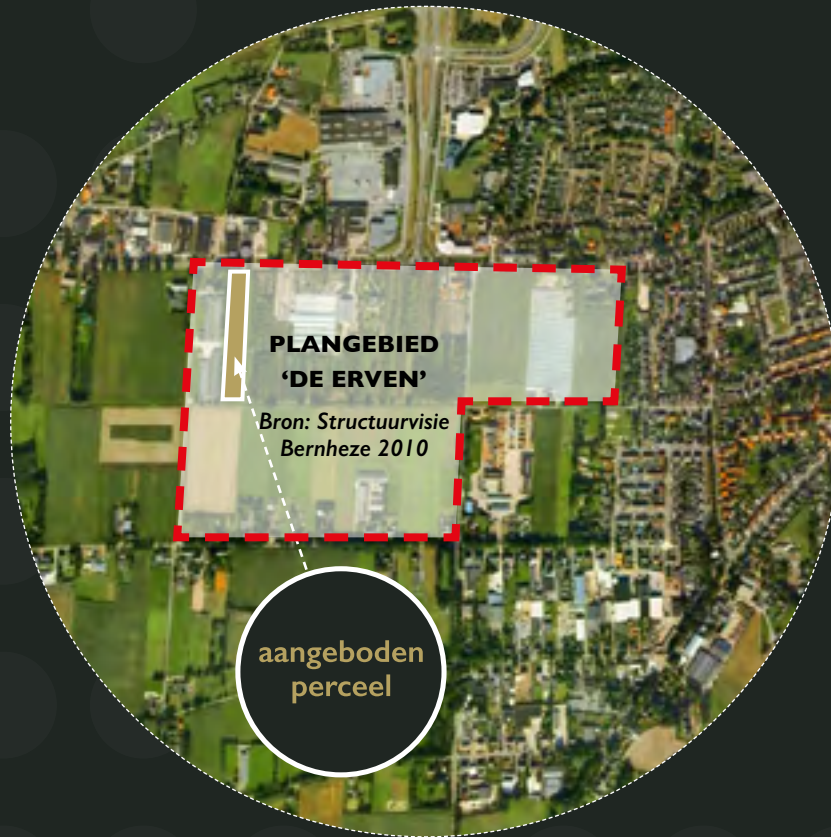 PLANGEBIED
‘DE ERVEN’
Bron: Structuurvisie
Bernheze 2010
aangeboden
perceel